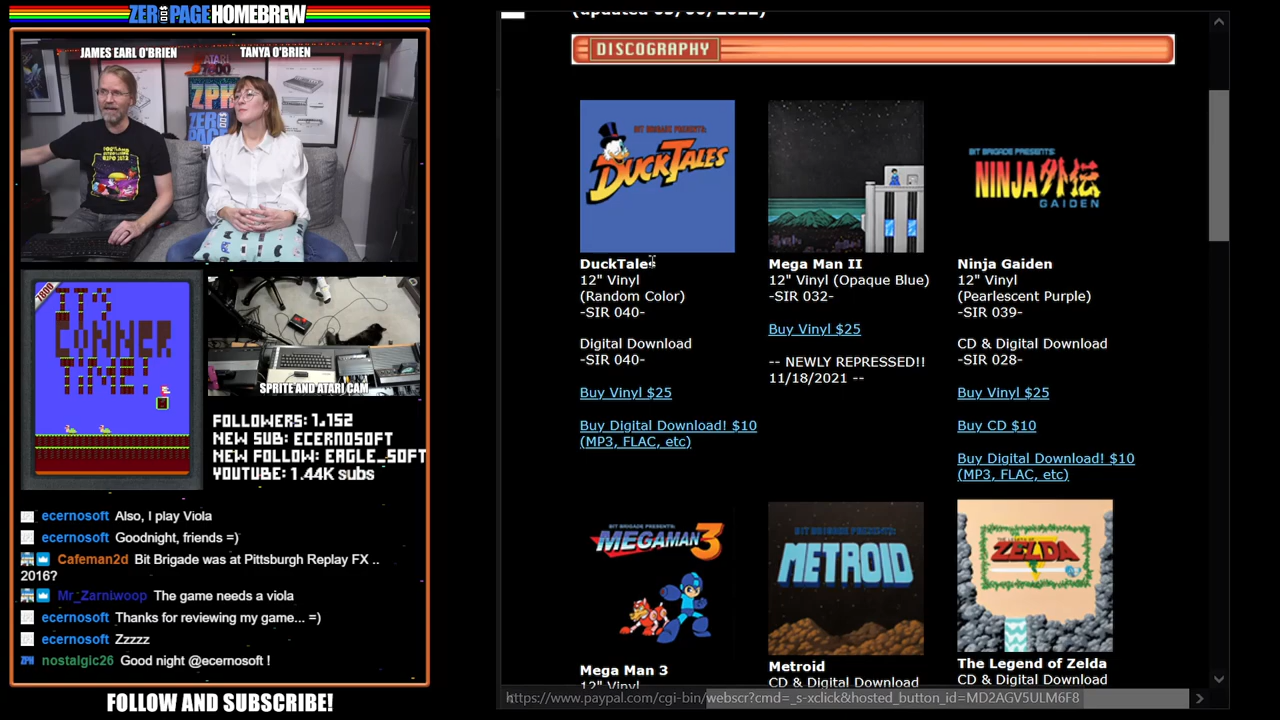 ZERO PAGE HOMEBREW
JAMES EARL O'BRIEN
TANYA O'BRIEN
ZPH
7800
IT'S
CONNER
TIME!
SPRITE AND ATARI CAM
FOLLOWERS: 1,152
NEW SUB: ECERNOSOFT
NEW FOLLOW: EAGLE_SOFT
YOUTUBE: 1.44K subs
ecernosoft Also, I play Viola
ecernosoft Goodnight, friends =)
Cafeman2d Bit Brigade was at Pittsburgh Replay FX ..
2016?
Mr_Zarniwoop The game needs a viola
ecernosoft Thanks for reviewing my game... =)
ecernosoft Zzzzz
nostalgic26 Good night @ecernosoft !
FOLLOW AND SUBSCRIBE!
DISCOGRAPHY
BIT BRIGADE PRESENTS:
DUCKTALES
DuckTales
12" Vinyl
(Random Color)
-SIR 040-
Digital Download
-SIR 040-
Buy Vinyl $25
Buy Digital Download! $10
(MP3, FLAC, etc)
Mega Man II
12" Vinyl (Opaque Blue)
-SIR 032-
Buy Vinyl $25
-- NEWLY REPRESSED!!
11/18/2021 --
BIT BRIGADE PRESENTS:
NINJA外伝
GAIDEN
Ninja Gaiden
12" Vinyl
(Pearlescent Purple)
-SIR 039-
CD & Digital Download
-SIR 028-
Buy Vinyl $25
Buy CD $10
Buy Digital Download! $10
(MP3, FLAC, etc)
BIT BRIGADE PRESENTS:
MEGAMAN 3
Mega Man 3
12" Vinyl
BIT BRIGADE PRESENTS:
METROID
Metroid
CD & Digital Download
THE LEGEND OF
ZELDA
The Legend of Zelda
CD & Digital Download
https://www.paypal.com/cgi-bin/webscr?cmd=_s-xclick&hosted_button_id=MD2AGV5ULM6F8